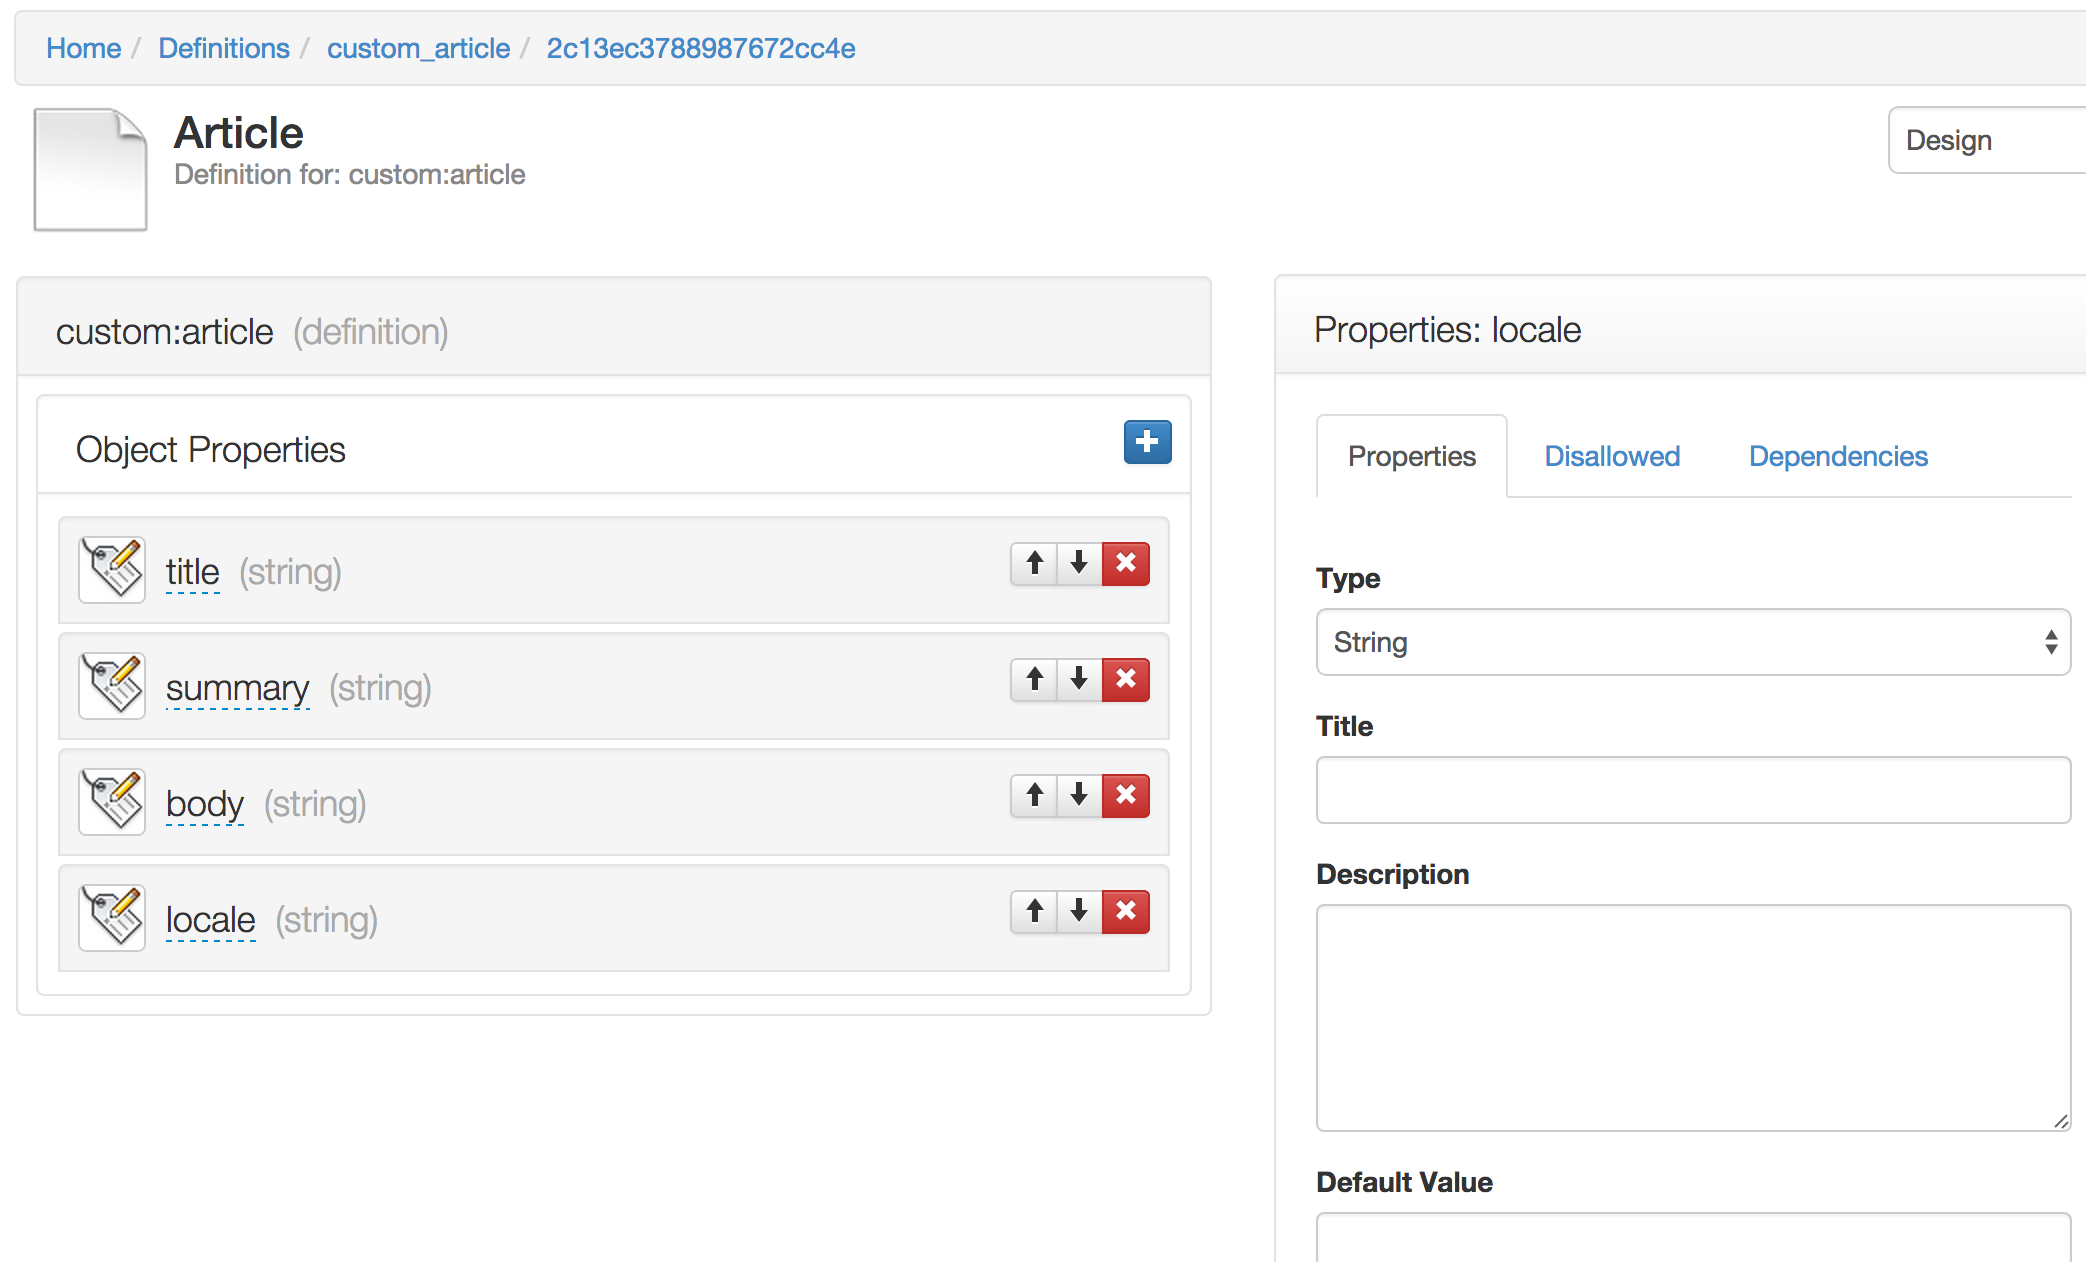 Home / Definitions / custom_article / 2c13ec3788987672cc4e
Article
Definition for: custom:article
Design
custom:article (definition)
Object Properties
title (string)
summary (string)
body (string)
locale (string)
Properties: locale
Properties Disallowed Dependencies
Type
String
Title
Description
Default Value